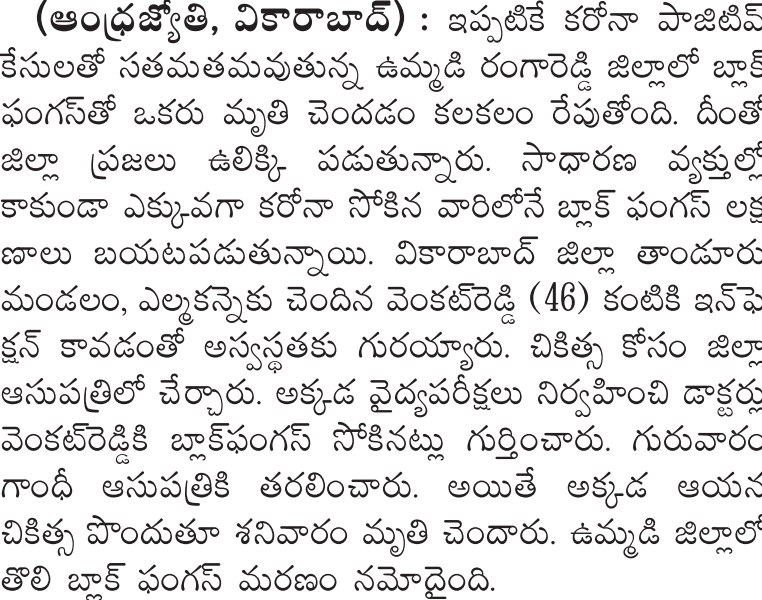 (ఆంధ్రజ్యోతి, వికారాబాద్) : ఇప్పటికే కరోనా పాజిటివ్
కేసులతో సతమతమవుతున్న ఉమ్మడి రంగారెడ్డి జిల్లాలో బ్లాక్
ఫంగస్‌తో ఒకరు మృతి చెందడం కలకలం రేపుతోంది. దీంతో
జిల్లా ప్రజలు ఉలిక్కి పడుతున్నారు. సాధారణ వ్యక్తుల్లో
కాకుండా ఎక్కువగా కరోనా సోకిన వారిలోనే బ్లాక్ ఫంగస్ లక్ష
ణాలు బయటపడుతున్నాయి. వికారాబాద్ జిల్లా తాండూరు
మండలం, ఎల్మకన్నెకు చెందిన వెంకట్‌రెడ్డి (46) కంటికి ఇన్‌ఫె
క్షన్ కావడంతో అస్వస్థతకు గురయ్యారు. చికిత్స కోసం జిల్లా
ఆసుపత్రిలో చేర్చారు. అక్కడ వైద్యపరీక్షలు నిర్వహించి డాక్టర్లు
వెంకట్‌రెడ్డికి బ్లాక్‌ఫంగస్ సోకినట్లు గుర్తించారు. గురువారం
గాంధీ ఆసుపత్రికి తరలించారు. అయితే అక్కడ ఆయన
చికిత్స పొందుతూ శనివారం మృతి చెందారు. ఉమ్మడి జిల్లాలో
తొలి బ్లాక్ ఫంగస్ మరణం నమోదైంది.